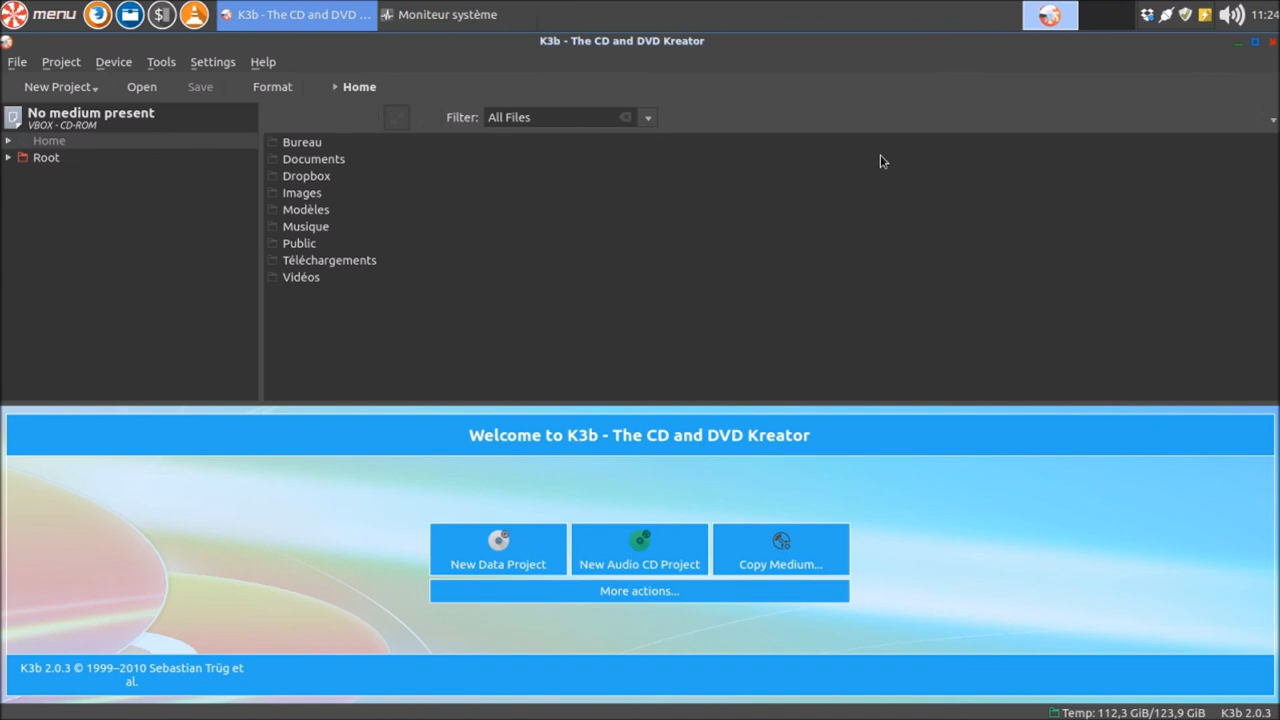 menu K3b - The CD and DVD ... Moniteur système 11:24
K3b - The CD and DVD Kreator
File Project Device Tools Settings Help
New Project Open Save Format Home
No medium present
VBOX - CD-ROM
Filter: All Files
Home
Root
Bureau
Documents
Dropbox
Images
Modèles
Musique
Public
Téléchargements
Vidéos
Welcome to K3b - The CD and DVD Kreator
New Data Project New Audio CD Project Copy Medium...
More actions...
K3b 2.0.3 © 1999–2010 Sebastian Trüg et
al.
Temp: 112,3 GiB/123,9 GiB K3b 2.0.3